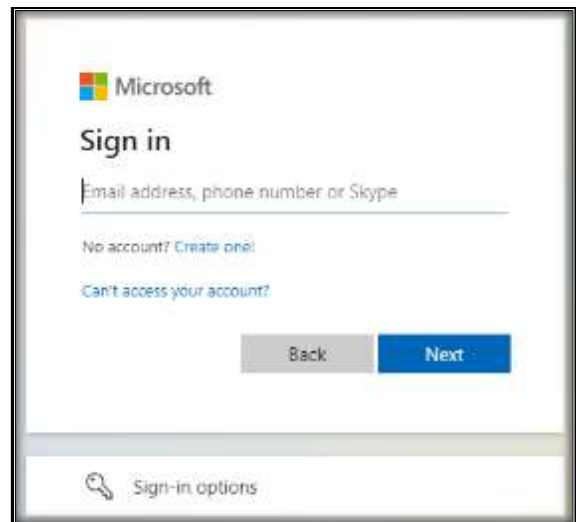 Microsoft
Sign in
Email address, phone number or Skype
No account? Create one!
Can't access your account?
Back Next
Sign-in options